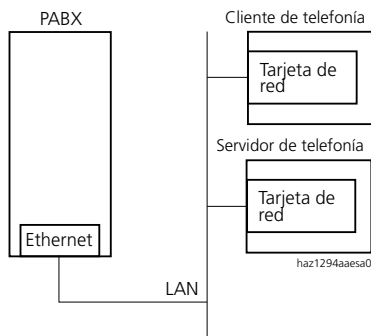 PABX
Cliente de telefonía
Tarjeta de
red
Servidor de telefonía
Tarjeta de
red
Ethernet
haz1294aaesa0
LAN